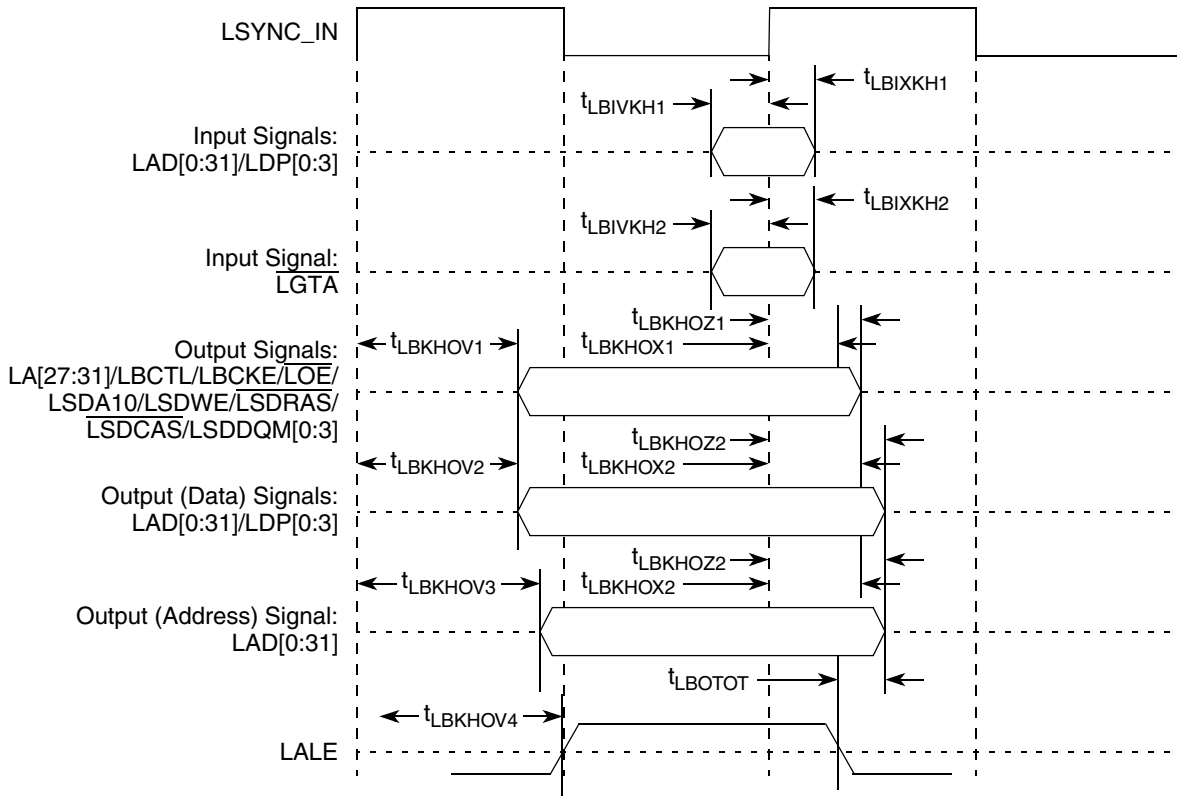 LSYNC_IN
tLBIXKH1
tLBIVKH1
Input Signals:
LAD[0:31]/LDP[0:3]
tLBIXKH2
tLBIVKH2
Input Signal:
LGTA
tLBKHOZ1
tLBKHOV1
tLBKHOX1
Output Signals:
LA[27:31]/LBCTL/LBCKE/LOE/
LSDA10/LSDWE/LSDRAS/
LSDCAS/LSDDQM[0:3]
tLBKHOZ2
tLBKHOV2
tLBKHOX2
Output (Data) Signals:
LAD[0:31]/LDP[0:3]
tLBKHOZ2
tLBKHOV3
tLBKHOX2
Output (Address) Signal:
LAD[0:31]
tLBOTOT
tLBKHOV4
LALE